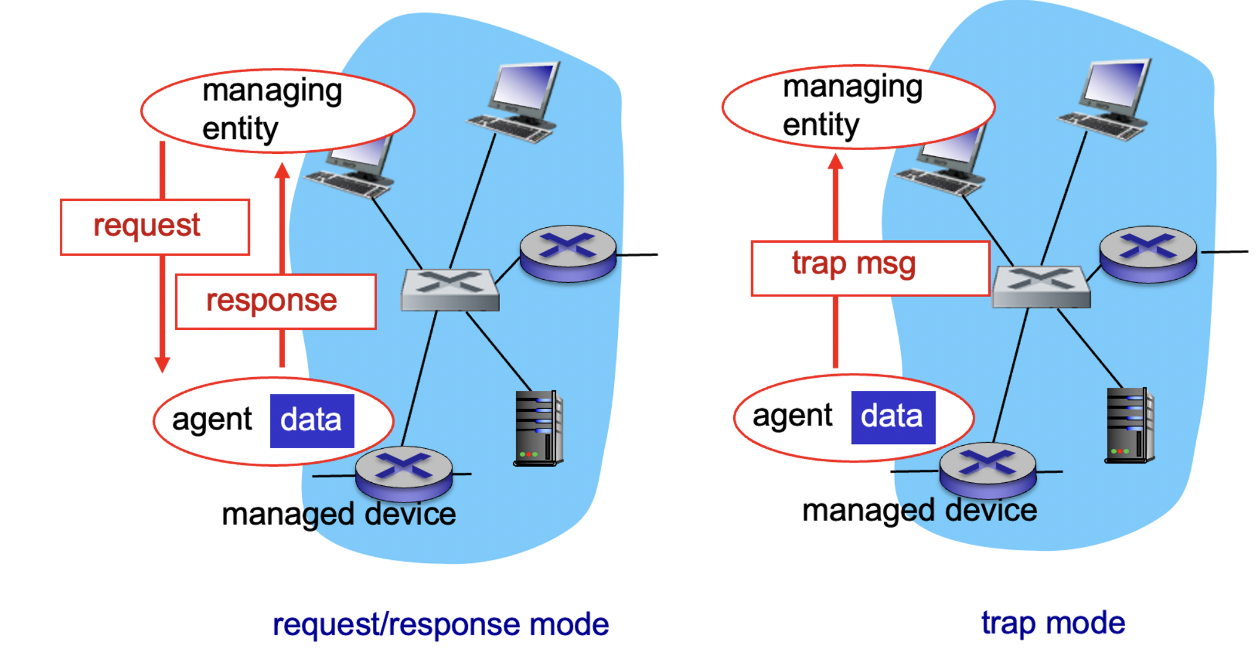 managing
entity
request
response
agent data
managed device
request/response mode
managing
entity
trap msg
agent data
managed device
trap mode